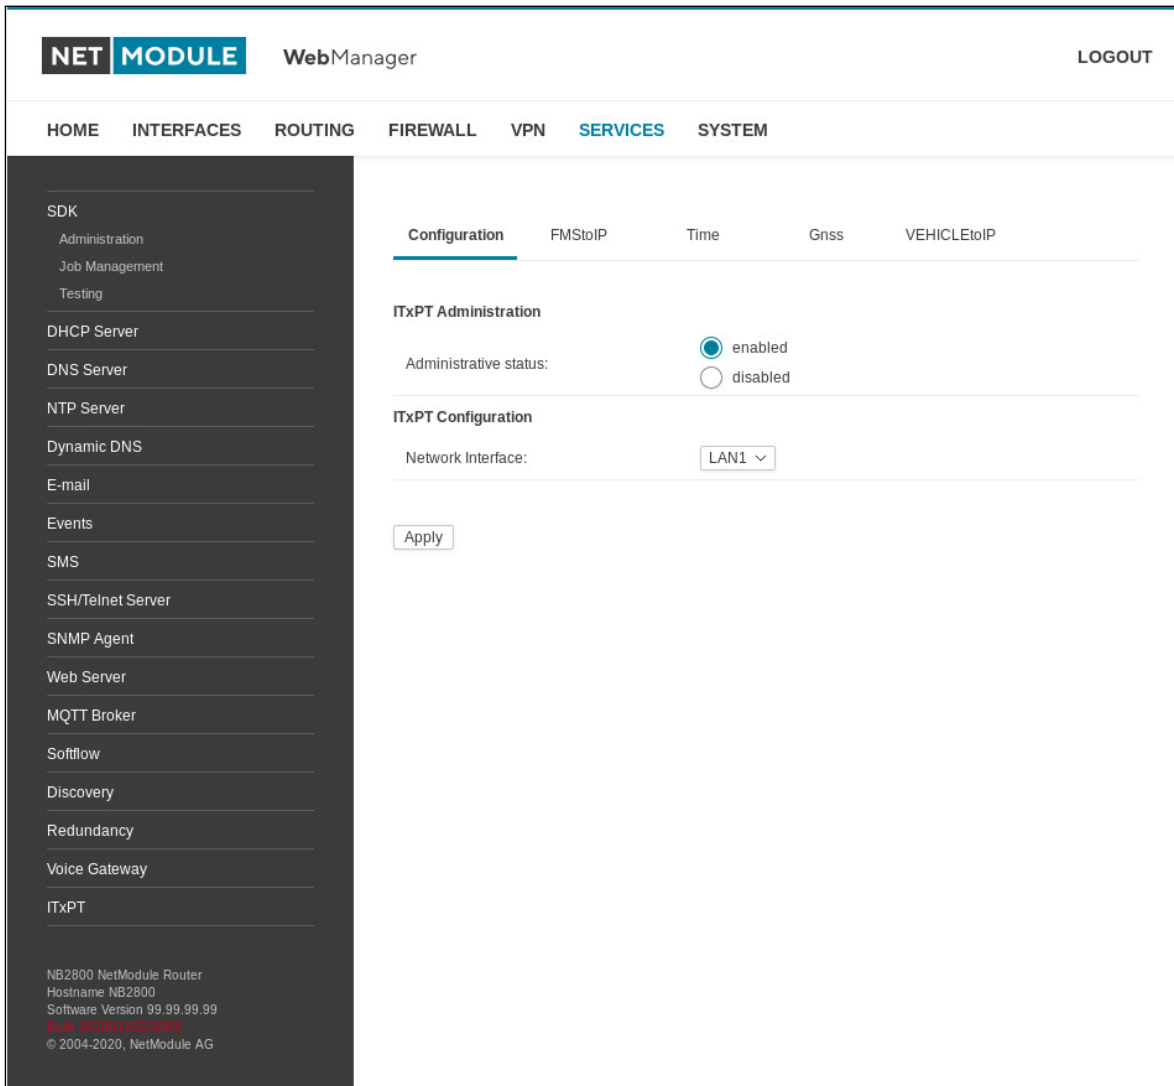 NET MODULE WebManager LOGOUT
HOME INTERFACES ROUTING FIREWALL VPN SERVICES SYSTEM
SDK
Administration
Job Management
Testing
DHCP Server
DNS Server
NTP Server
Dynamic DNS
E-mail
Events
SMS
SSH/Telnet Server
SNMP Agent
Web Server
MQTT Broker
Softflow
Discovery
Redundancy
Voice Gateway
ITxPT
NB2800 NetModule Router
Hostname NB2800
Software Version 99.99.99.99
Build
© 2004-2020, NetModule AG
Configuration FMStoIP Time Gnss VEHICLEtoIP
ITxPT Administration
Administrative status:
enabled
disabled
ITxPT Configuration
Network Interface: LAN1
Apply